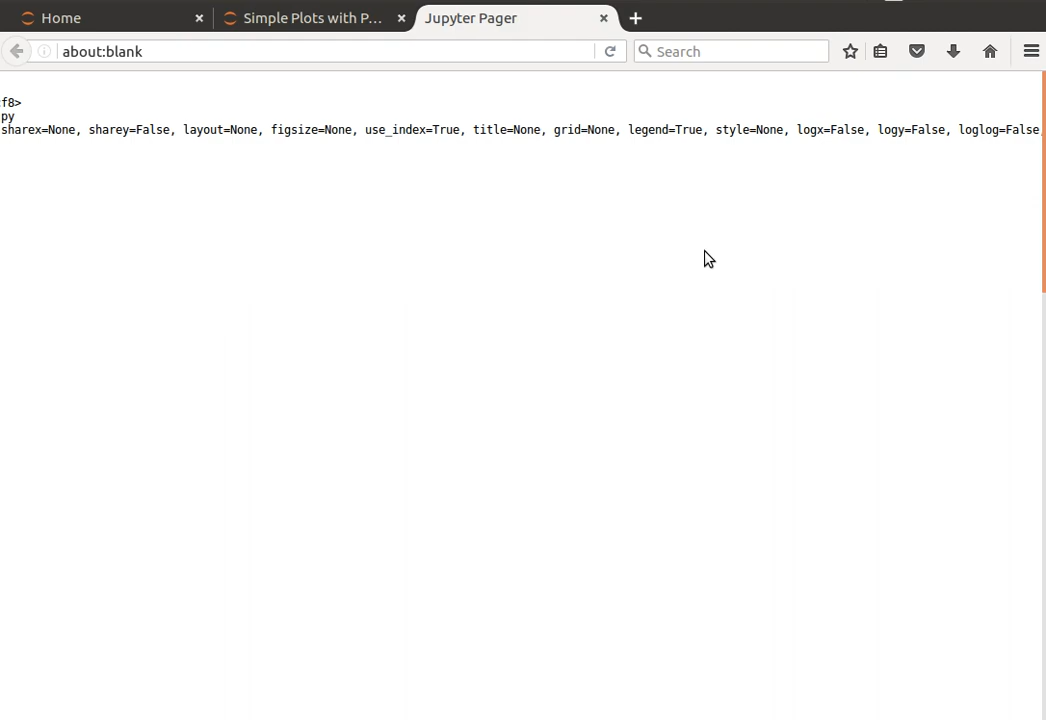 Home
Simple Plots with P...
Jupyter Pager
about:blank
Search
f8>
py
sharex=None, sharey=False, layout=None, figsize=None, use_index=True, title=None, grid=None, legend=True, style=None, logx=False, logy=False, loglog=False,